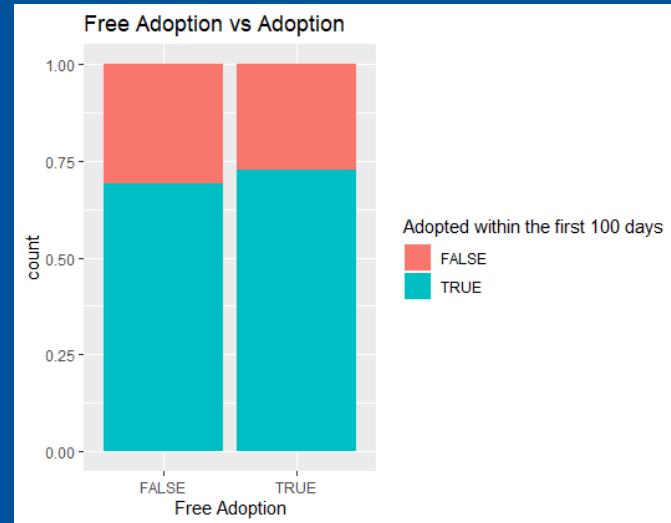 Free Adoption vs Adoption
1.00
0.75
0.50
0.25
0.00
count
FALSE TRUE
Free Adoption
Adopted within the first 100 days
FALSE
TRUE